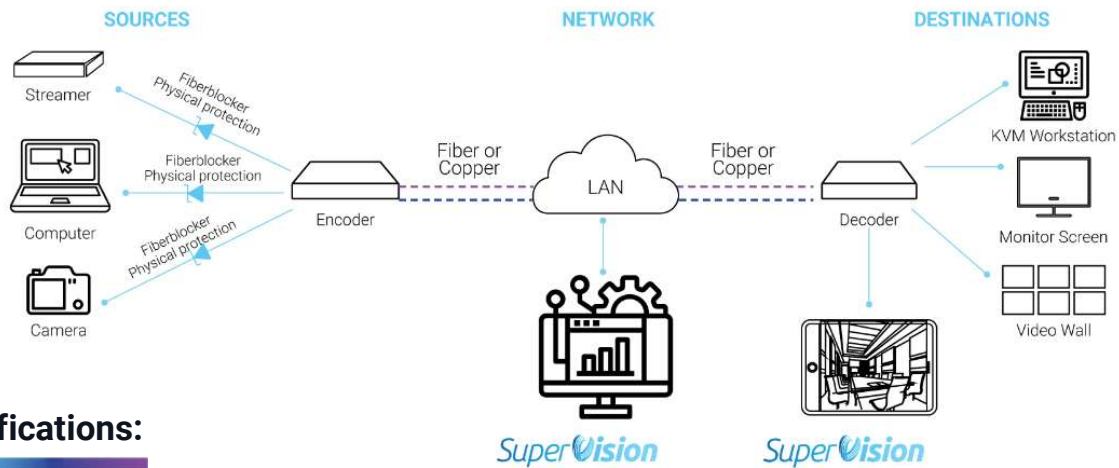 SOURCES
NETWORK
DESTINATIONS
Streamer
Fiberblocker
Physical protection
Computer
Fiberblocker
Physical protection
Camera
Fiberblocker
Physical protection
Encoder
Fiber or
Copper
LAN
Fiber or
Copper
Decoder
KVM Workstation
Monitor Screen
Video Wall
SuperVision
SuperVision
fications: